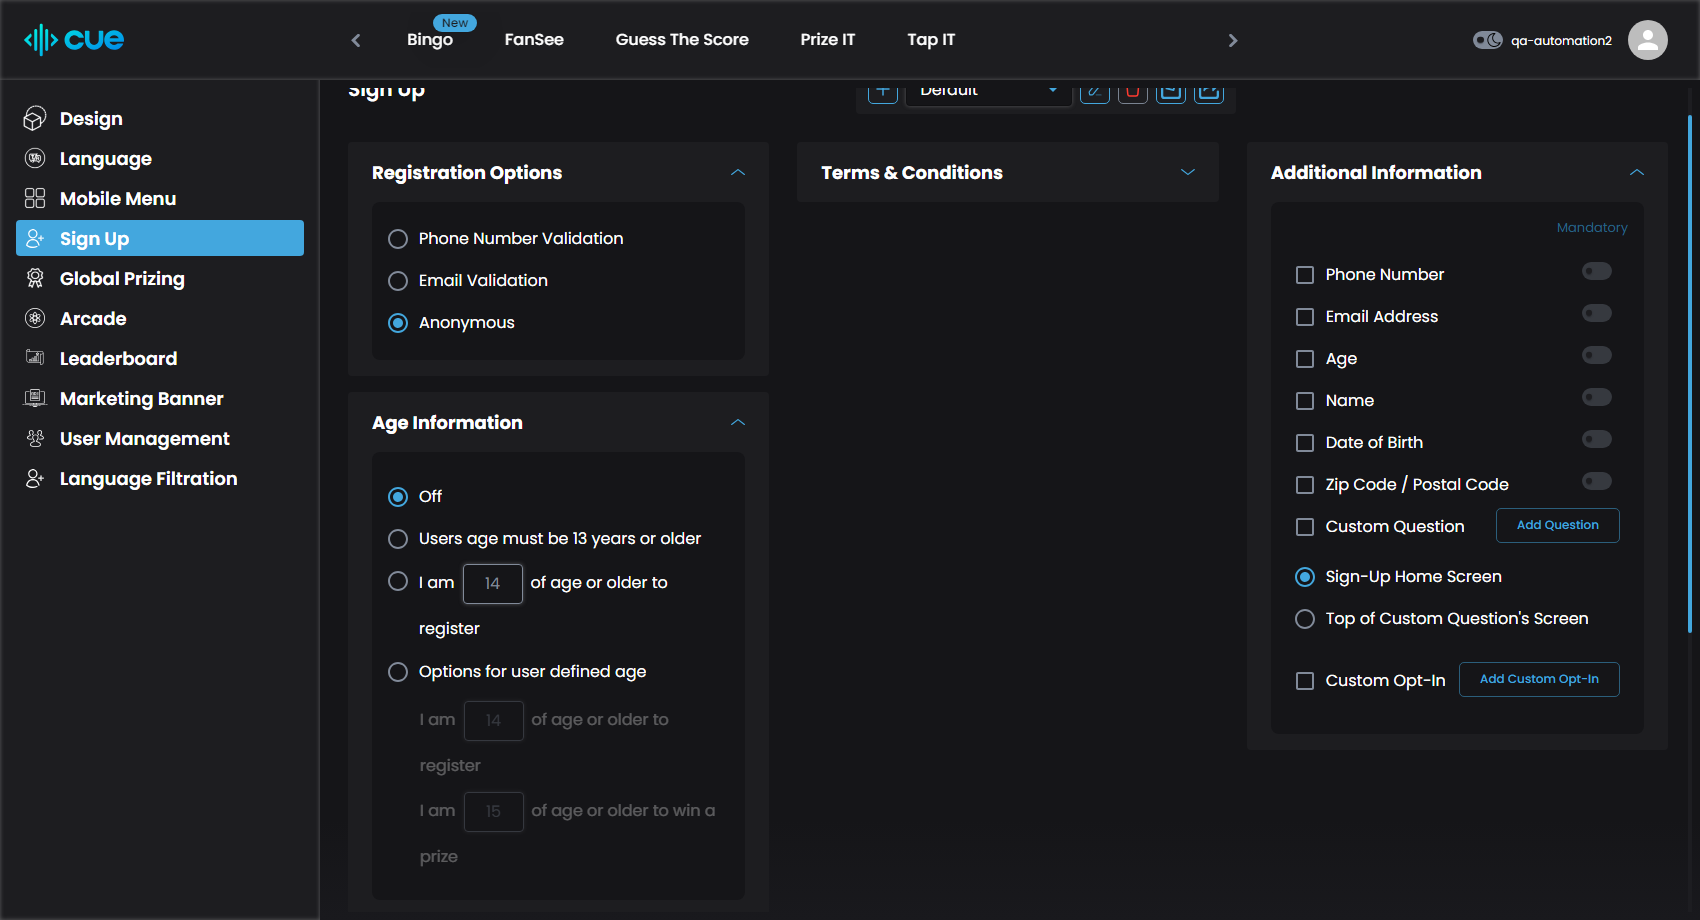 cue
New
Bingo
FanSee
Guess The Score
Prize IT
Tap IT
qa-automation2
Design
Language
Mobile Menu
Sign Up
Global Prizing
Arcade
Leaderboard
Marketing Banner
User Management
Language Filtration
Sign Up
Default
Registration Options
Phone Number Validation
Email Validation
Anonymous
Age Information
Off
Users age must be 13 years or older
I am 14 of age or older to
register
Options for user defined age
I am 14 of age or older to
register
I am 15 of age or older to win a
prize
Terms & Conditions
Additional Information
Mandatory
Phone Number
Email Address
Age
Name
Date of Birth
Zip Code / Postal Code
Custom Question Add Question
Sign-Up Home Screen
Top of Custom Question's Screen
Custom Opt-In Add Custom Opt-In